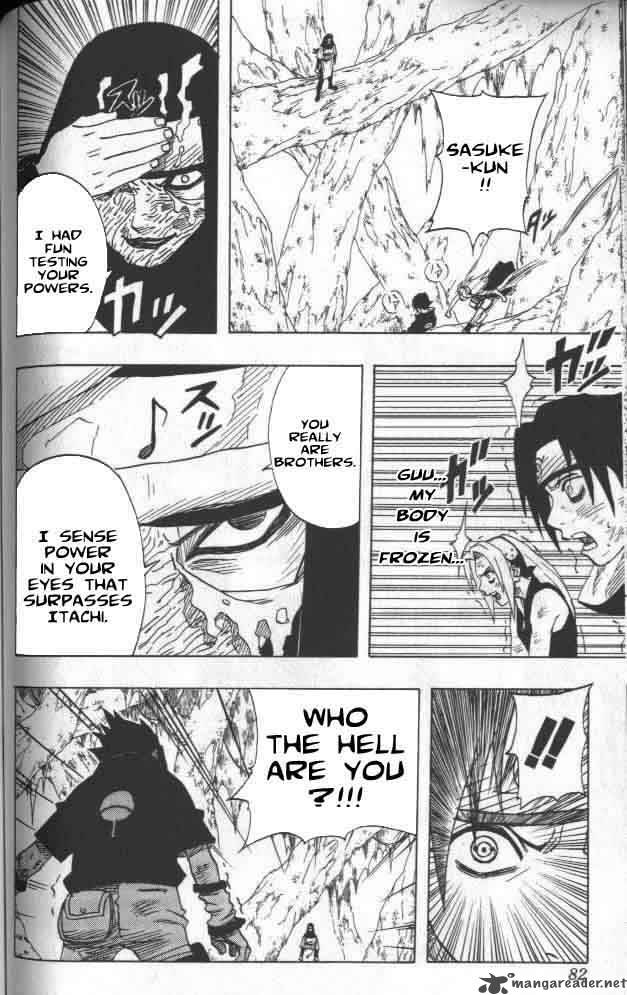 SASUKE
-KUN
!!
I HAD
FUN
TESTING
YOUR
POWERS.
GUU...
MY
BODY
IS
FROZEN...
YOU
REALLY
ARE
BROTHERS.
I SENSE
POWER
IN YOUR
EYES THAT
SURPASSES
ITACHI.
!!
WHO
THE HELL
ARE YOU
?!!!
82
mangareader.net